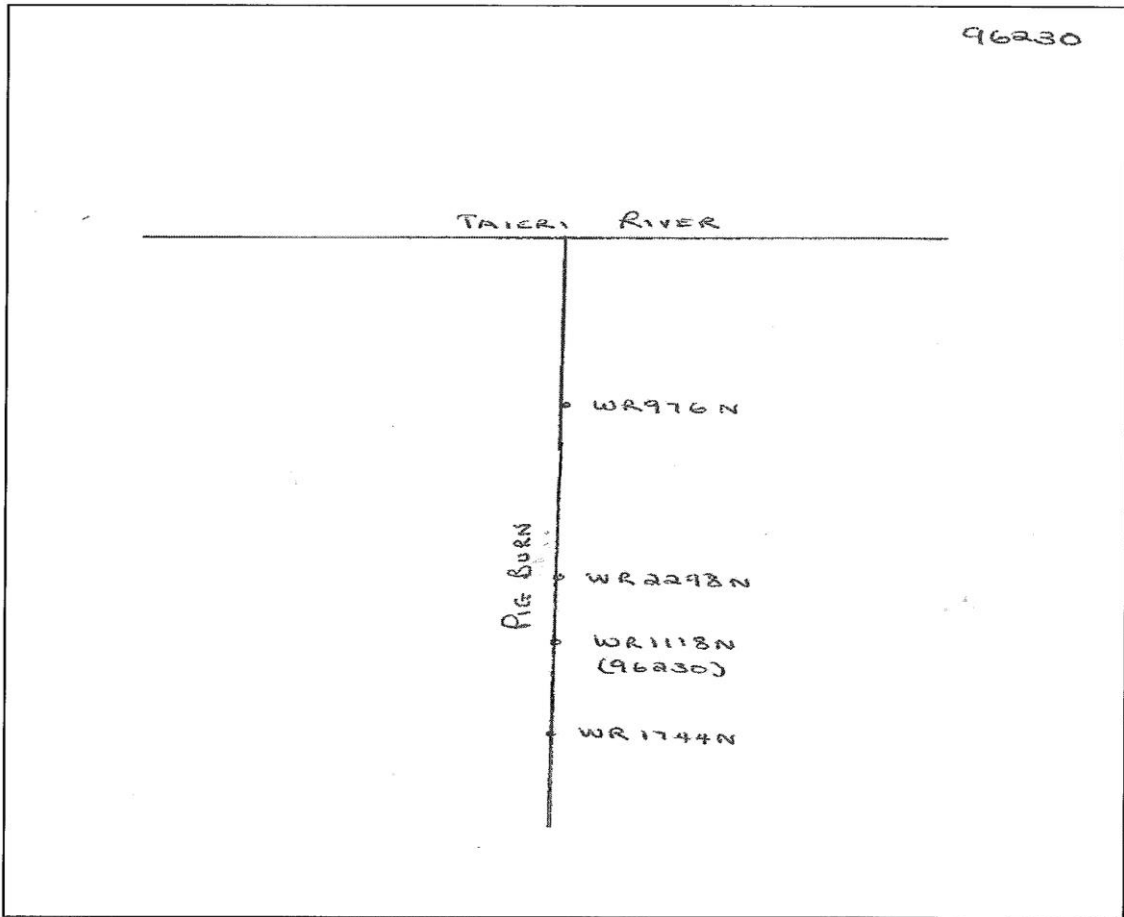 96230
TAIERI RIVER
WR976N
PIG BURN
WR2298N
WR1118N
(96230)
WR1744N